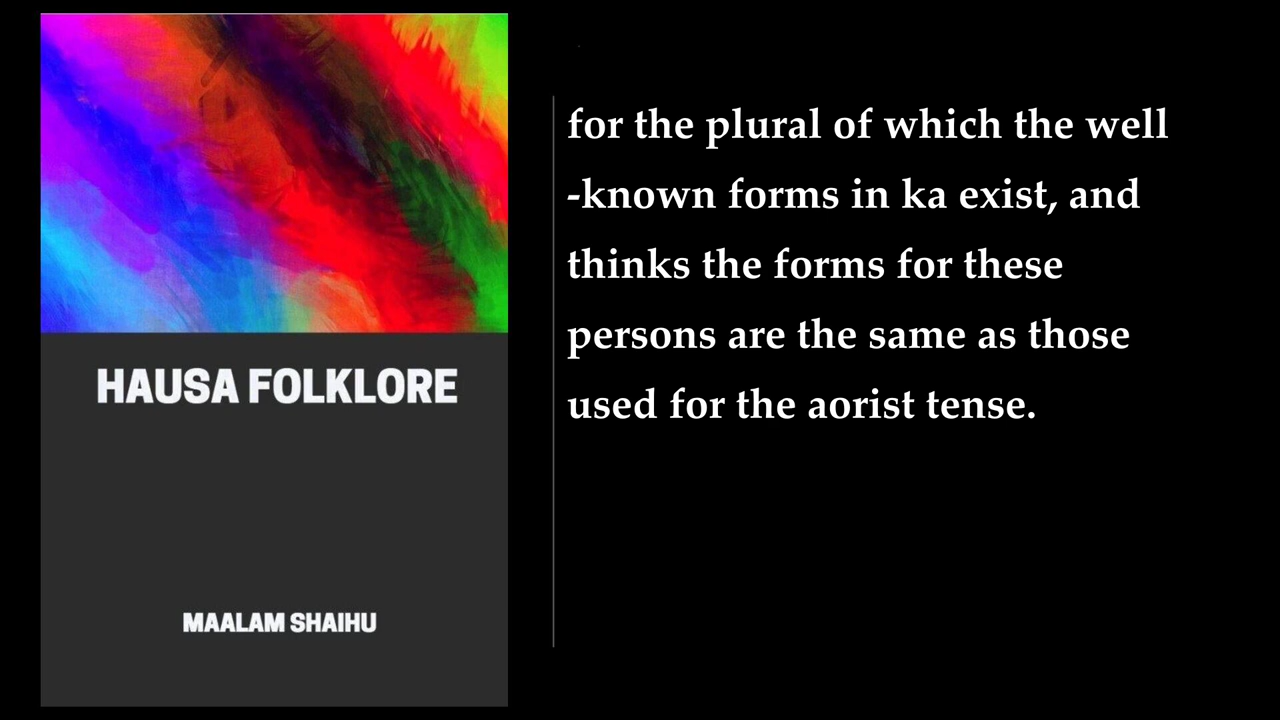 HAUSA FOLKLORE
MAALAM SHAIHU
for the plural of which the well
-known forms in ka exist, and
thinks the forms for these
persons are the same as those
used for the aorist tense.